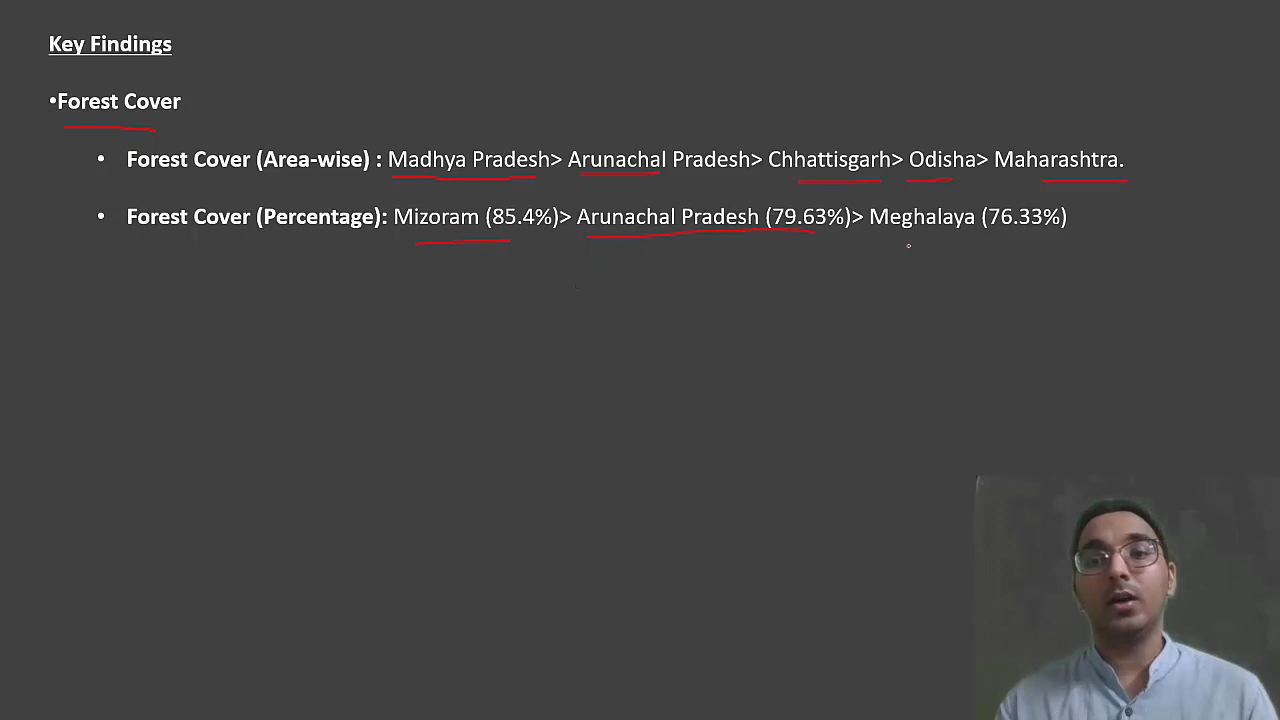 Key Findings
•Forest Cover
• Forest Cover (Area-wise) : Madhya Pradesh> Arunachal Pradesh> Chhattisgarh> Odisha> Maharashtra.
• Forest Cover (Percentage): Mizoram (85.4%)> Arunachal Pradesh (79.63%)> Meghalaya (76.33%)